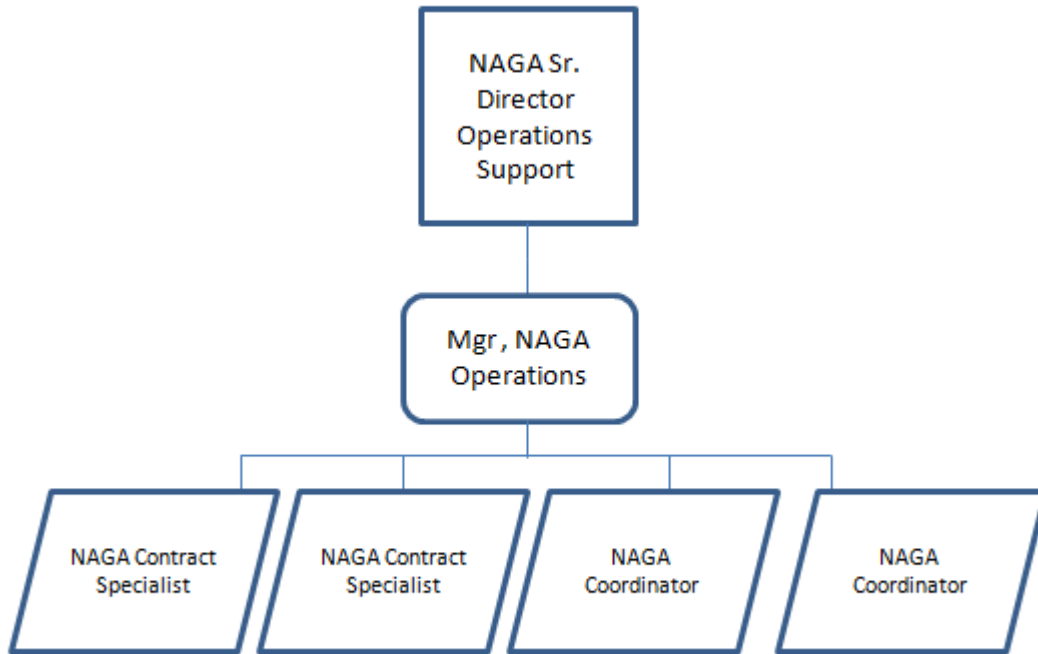 NAGA Sr.
Director
Operations
Support
Mgr , NAGA
Operations
NAGA Contract
Specialist
NAGA Contract
Specialist
NAGA
Coordinator
NAGA
Coordinator